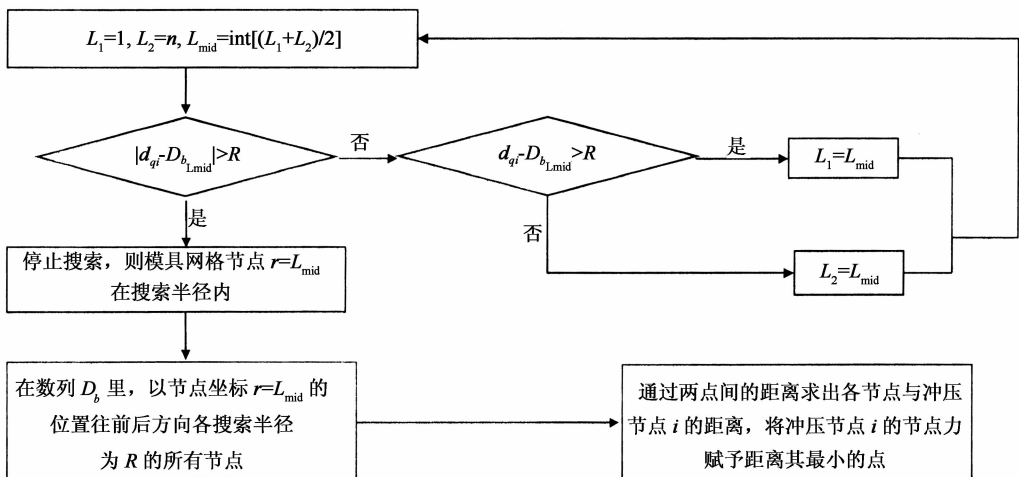 L₁=1, L₂=n, Lmid=int[(L₁+L₂)/2]
|dqi-DbLmid|>R
否
dqi-DbLmid>R
是
L₁=Lmid
是
否
停止搜索，则模具网格节点 r=Lmid
在搜索半径内
L₂=Lmid
在数列 Db 里，以节点坐标 r=Lmid 的
位置往前后方向各搜索半径
为 R 的所有节点
通过两点间的距离求出各节点与冲压
节点 i 的距离，将冲压节点 i 的节点力
赋予距离其最小的点